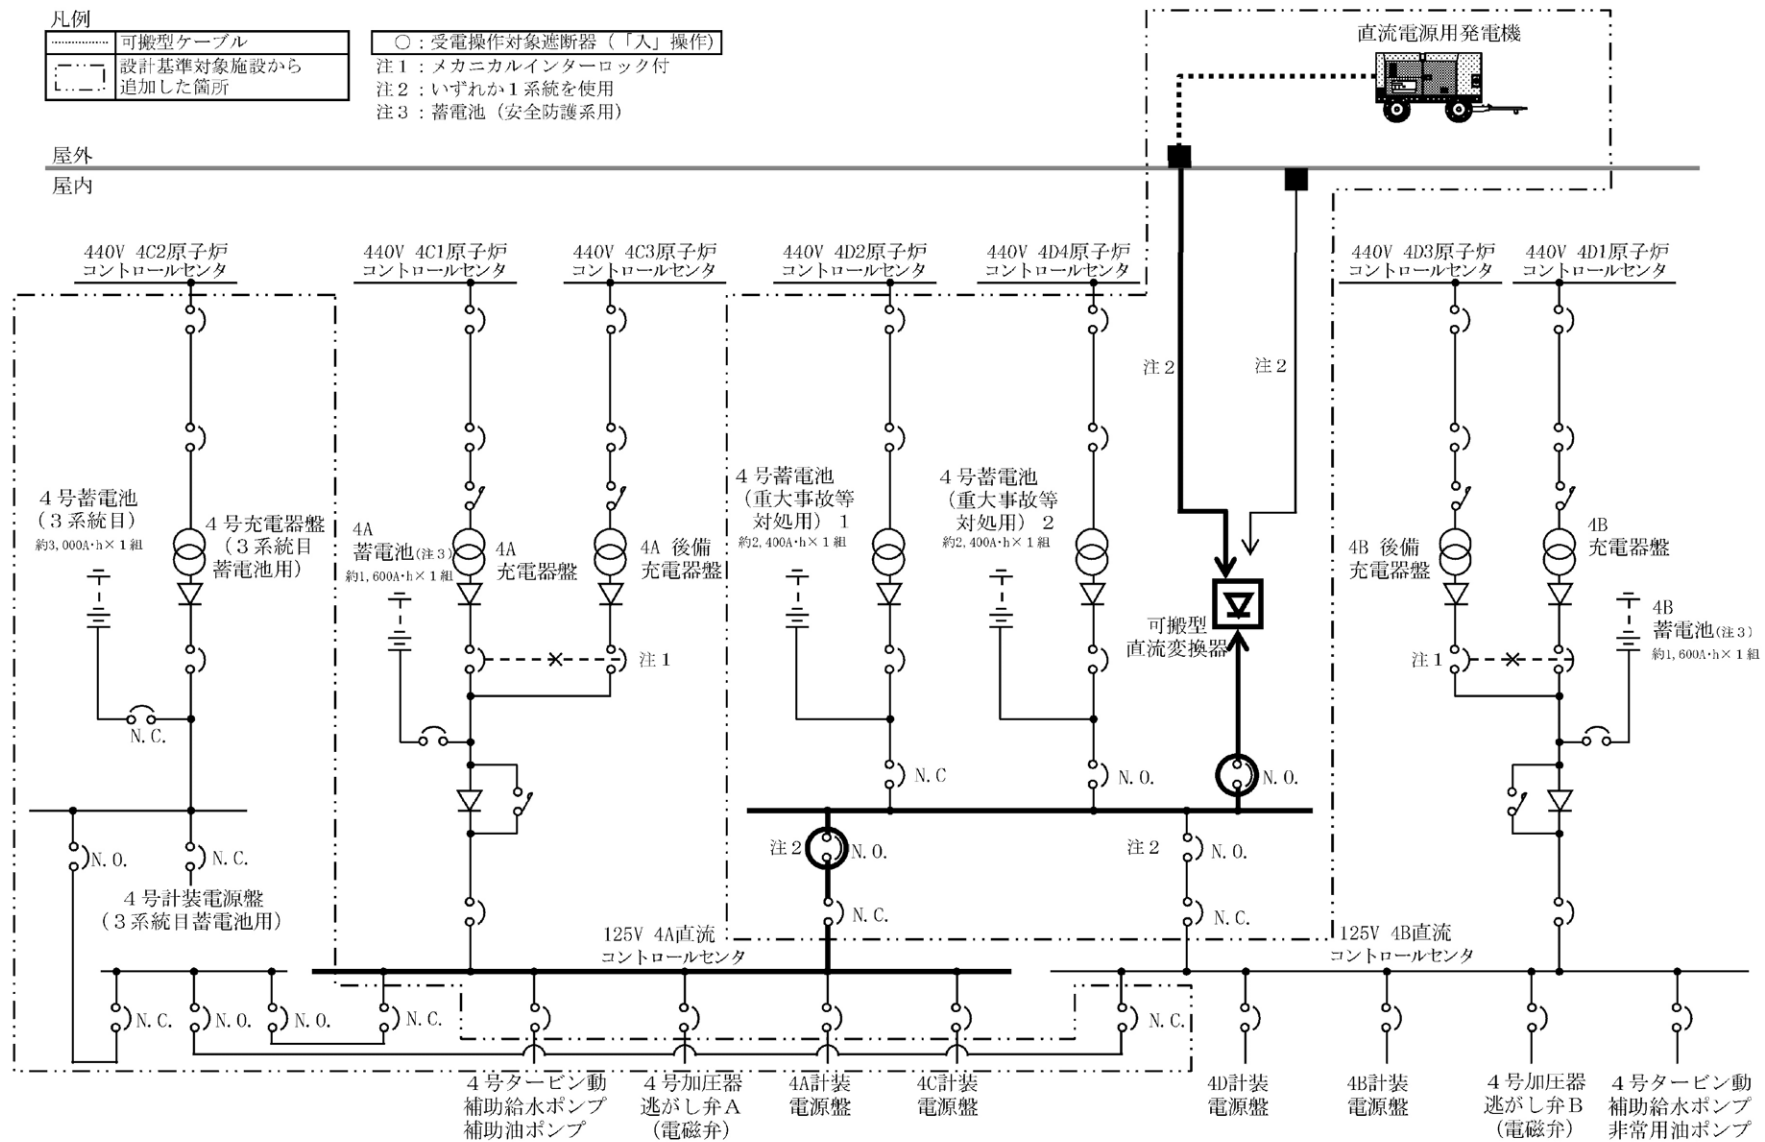 凡例
可搬型ケーブル
設計基準対象施設から
追加した箇所
○：受電操作対象遮断器（「入」操作）
注1：メカニカルインターロック付
注2：いずれか1系統を使用
注3：蓄電池（安全防護系用）
直流電源用発電機
屋外
屋内
440V 4C2原子炉
コントロールセンタ
440V 4C1原子炉
コントロールセンタ
440V 4C3原子炉
コントロールセンタ
440V 4D2原子炉
コントロールセンタ
440V 4D4原子炉
コントロールセンタ
440V 4D3原子炉
コントロールセンタ
440V 4D1原子炉
コントロールセンタ
注2
注2
4号蓄電池
（3系統目）
約3,000A・h×1組
4号充電器盤
（3系統目
蓄電池用）
4A
蓄電池(注3)
約1,600A・h×1組
4A
充電器盤
4A 後備
充電器盤
4号蓄電池
（重大事故等
対処用）1
約2,400A・h×1組
4号蓄電池
（重大事故等
対処用）2
約2,400A・h×1組
4B 後備
充電器盤
4B
充電器盤
4B
蓄電池(注3)
約1,600A・h×1組
可搬型
直流変換器
注1
注1
N.C.
N.C
N.O.
N.O.
N.O.
N.C.
注2
N.O.
注2
N.O.
4号計装電源盤
（3系統目蓄電池用）
N.C.
N.C.
125V 4A直流
コントロールセンタ
125V 4B直流
コントロールセンタ
N.C.
N.O.
N.O.
N.C.
N.C.
4号タービン動
補助給水ポンプ
補助油ポンプ
4号加圧器
逃がし弁A
（電磁弁）
4A計装
電源盤
4C計装
電源盤
4D計装
電源盤
4B計装
電源盤
4号加圧器
逃がし弁B
（電磁弁）
4号タービン動
補助給水ポンプ
非常用油ポンプ